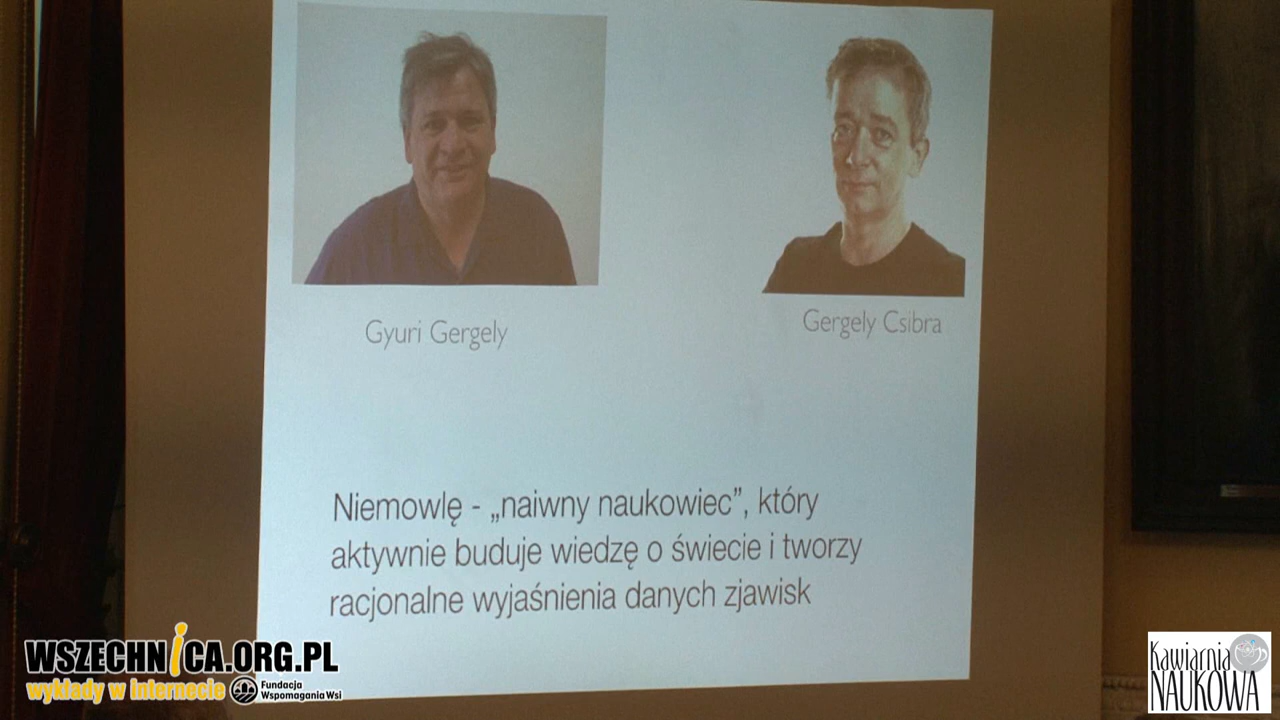 Gyuri Gergely
Gergely Csibra
Niemowlę - „naiwny naukowiec”, który
aktywnie buduje wiedzę o świecie i tworzy
racjonalne wyjaśnienia danych zjawisk
WSZECHNICA.ORG.PL
wykłady w internecie
Fundacja
Wspomagania Wsi
Kawiarnia
NAUKOWA